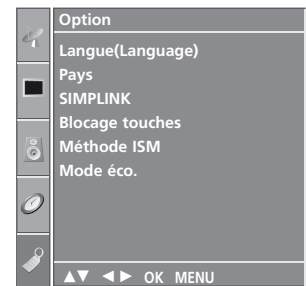 Option
Langue(Language)
Pays
SIMPLINK
Blocage touches
Méthode ISM
Mode éco.
▲▼ ◄► OK MENU